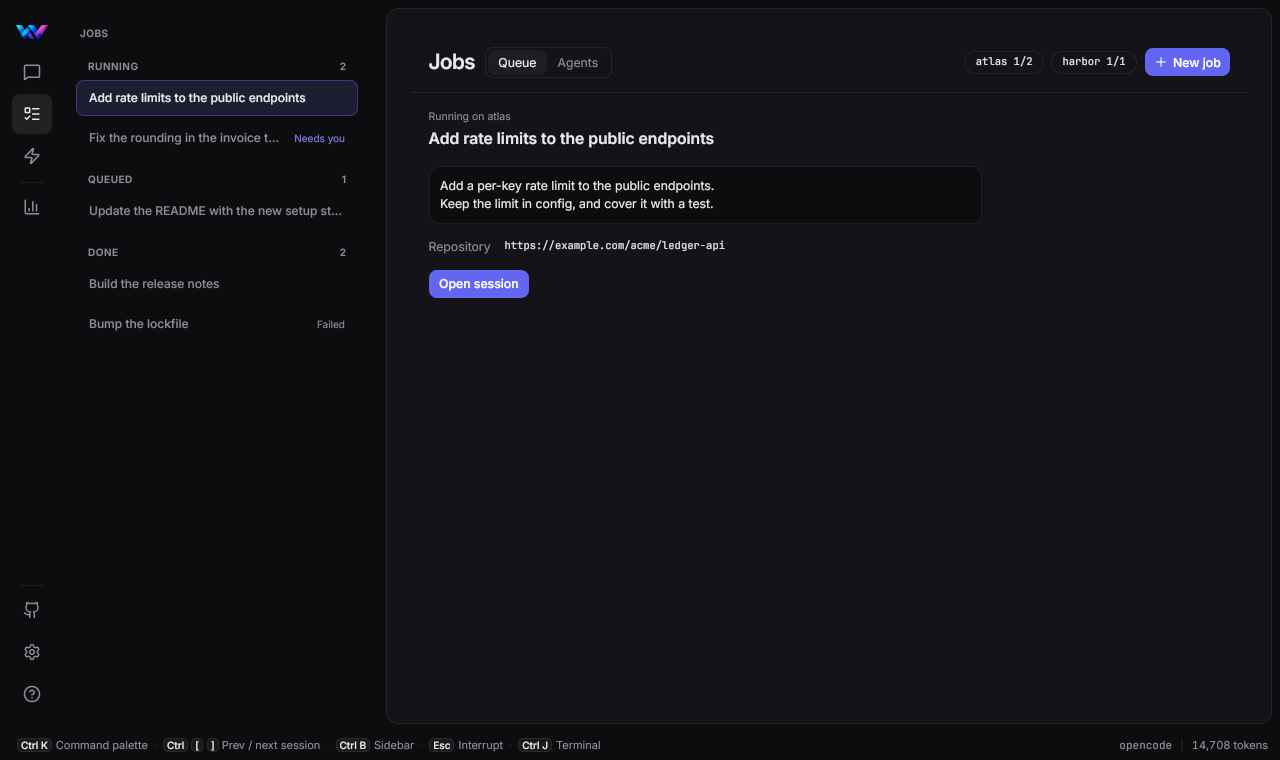 JOBS
RUNNING 2
Add rate limits to the public endpoints
Fix the rounding in the invoice t... Needs you
QUEUED 1
Update the README with the new setup st...
DONE 2
Build the release notes
Bump the lockfile Failed
Jobs Queue Agents atlas 1/2 harbor 1/1 + New job
Running on atlas
Add rate limits to the public endpoints
Add a per-key rate limit to the public endpoints.
Keep the limit in config, and cover it with a test.
Repository https://example.com/acme/ledger-api
Open session
Ctrl K Command palette · Ctrl [ ] Prev / next session · Ctrl B Sidebar · Esc Interrupt · Ctrl J Terminal opencode 14,708 tokens